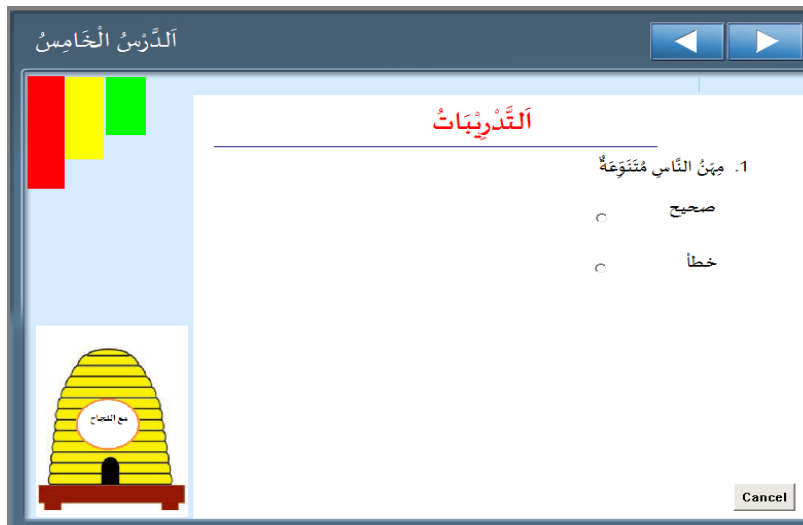 اَلدَّرْسُ الْخَامِسُ
اَلتَّدْرِيْبَاتُ
1. مِهَنُ النَّاسِ مُتَنَوِّعَةٌ
صحيح
خطأ
مع النجاح
Cancel